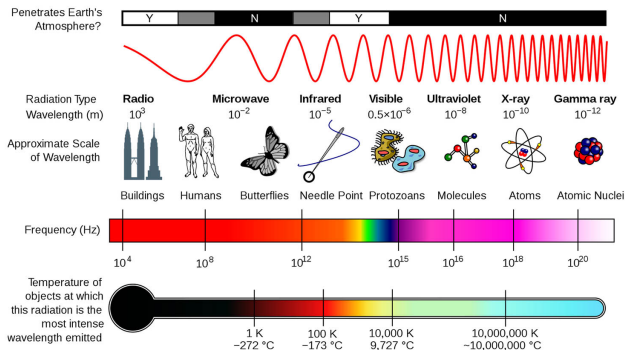 Penetrates Earth's
Atmosphere?
Y
N
Y
N
Radiation Type
Radio
Microwave
Infrared
Visible
Ultraviolet
X-ray
Gamma ray
Wavelength (m)
10³
10⁻²
10⁻⁵
0.5×10⁻⁶
10⁻⁸
10⁻¹⁰
10⁻¹²
Approximate Scale
of Wavelength
Buildings
Humans
Butterflies
Needle Point
Protozoans
Molecules
Atoms
Atomic Nuclei
Frequency (Hz)
10⁴
10⁸
10¹²
10¹⁵
10¹⁶
10¹⁸
10²⁰
Temperature of
objects at which
this radiation is the
most intense
wavelength emitted
1 K
−272 °C
100 K
−173 °C
10,000 K
9,727 °C
10,000,000 K
~10,000,000 °C